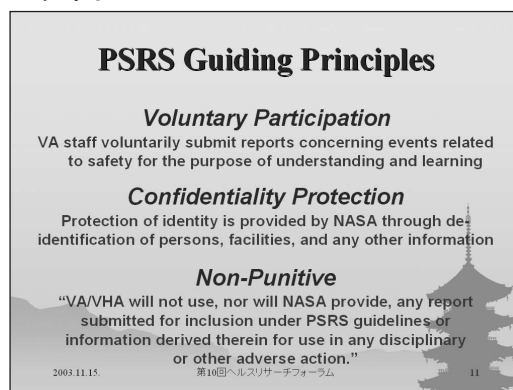 PSRS Guiding Principles
Voluntary Participation
VA staff voluntarily submit reports concerning events related
to safety for the purpose of understanding and learning
Confidentiality Protection
Protection of identity is provided by NASA through de-
identification of persons, facilities, and any other information
Non-Punitive
“VA/VHA will not use, nor will NASA provide, any report
submitted for inclusion under PSRS guidelines or
information derived therein for use in any disciplinary
or other adverse action.”
2003.11.15.
第10回ヘルスリサーチフォーラム
11